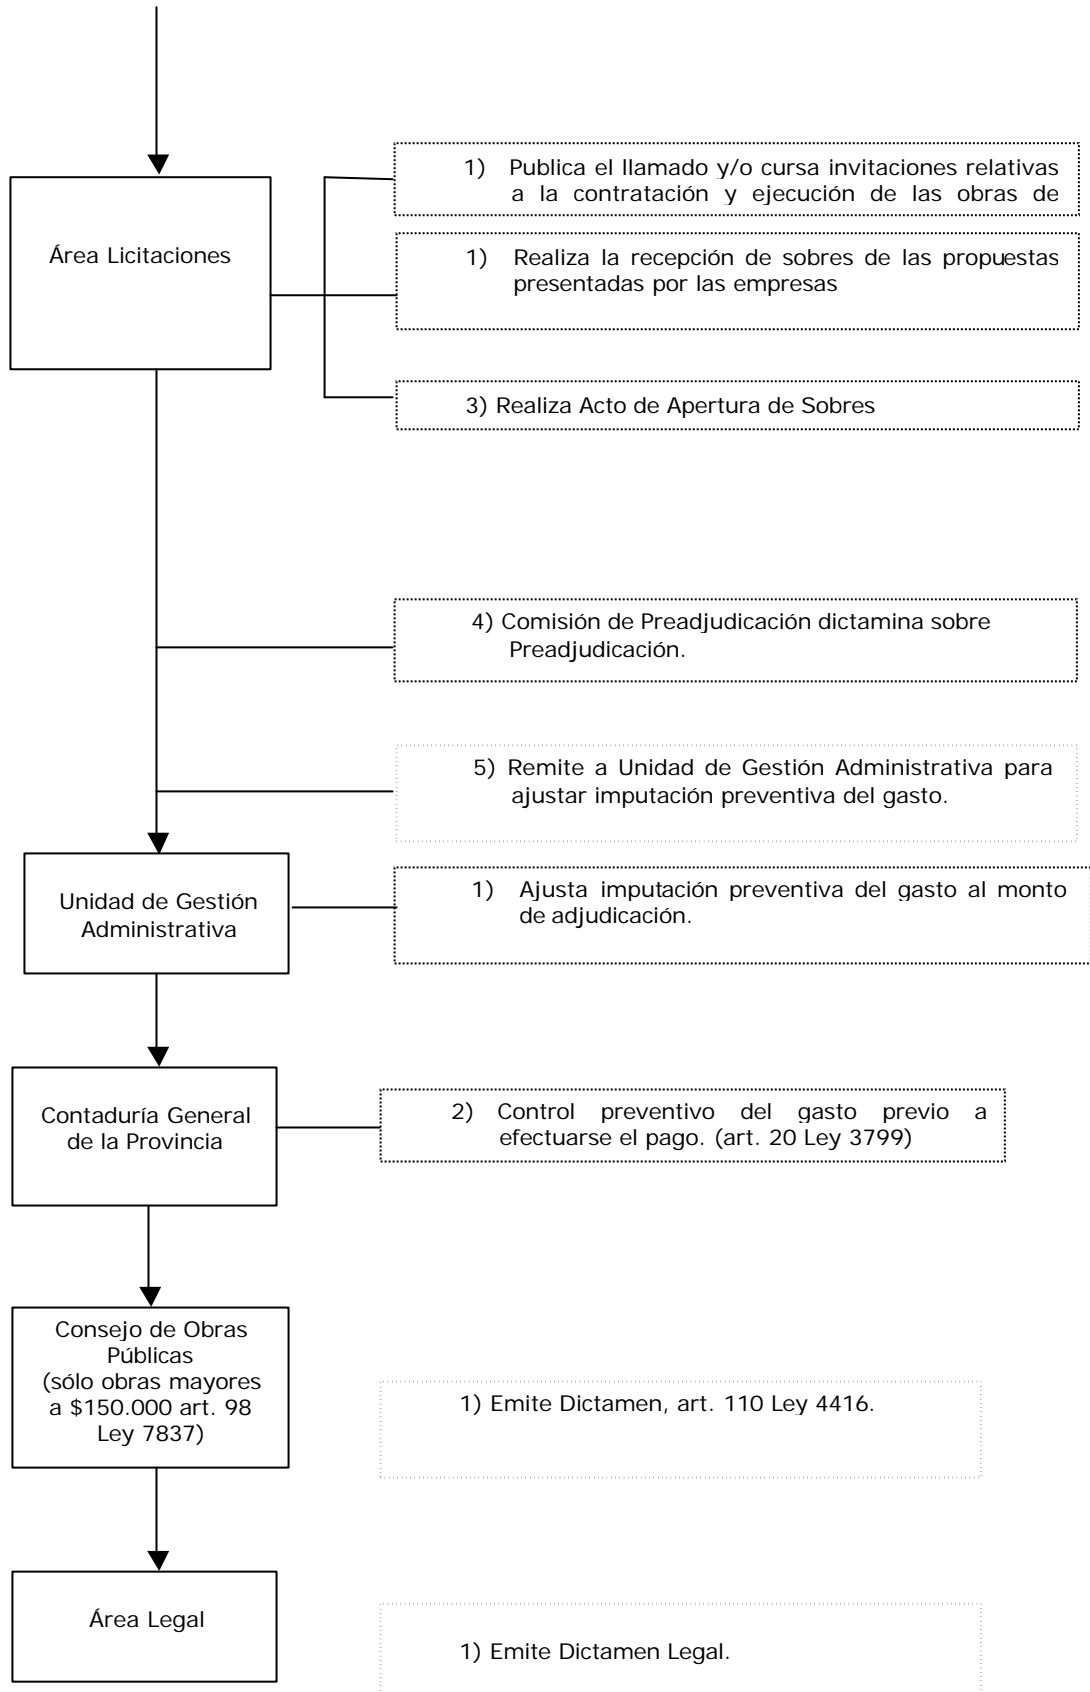 1) Publica el llamado y/o cursa invitaciones relativas
a la contratación y ejecución de las obras de
Área Licitaciones
1) Realiza la recepción de sobres de las propuestas
presentadas por las empresas
3) Realiza Acto de Apertura de Sobres
4) Comisión de Preadjudicación dictamina sobre
Preadjudicación.
5) Remite a Unidad de Gestión Administrativa para
ajustar imputación preventiva del gasto.
Unidad de Gestión
Administrativa
1) Ajusta imputación preventiva del gasto al monto
de adjudicación.
Contaduría General
de la Provincia
2) Control preventivo del gasto previo a
efectuarse el pago. (art. 20 Ley 3799)
Consejo de Obras
Públicas
(sólo obras mayores
a $150.000 art. 98
Ley 7837)
1) Emite Dictamen, art. 110 Ley 4416.
Área Legal
1) Emite Dictamen Legal.